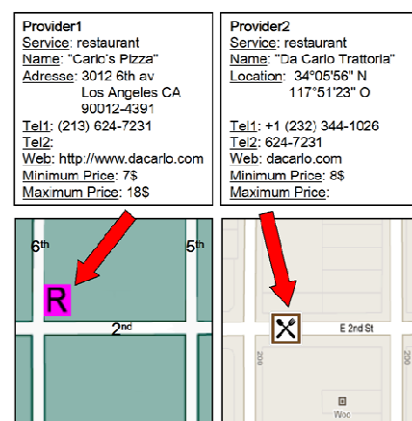 Provider1
Service: restaurant
Name: "Carlo's Pizza"
Adresse: 3012 6th av
Los Angeles CA
90012-4391
Tel1: (213) 624-7231
Tel2:
Web: http://www.dacarlo.com
Minimum Price: 7$
Maximum Price: 18$
Provider2
Service: restaurant
Name: "Da Carlo Trattoria"
Location: 34°05'56" N
117°51'23" O
Tel1: +1 (232) 344-1026
Tel2: 624-7231
Web: dacarlo.com
Minimum Price: 8$
Maximum Price:
6th
5th
R
2nd
E 2nd St
200
200
Woo